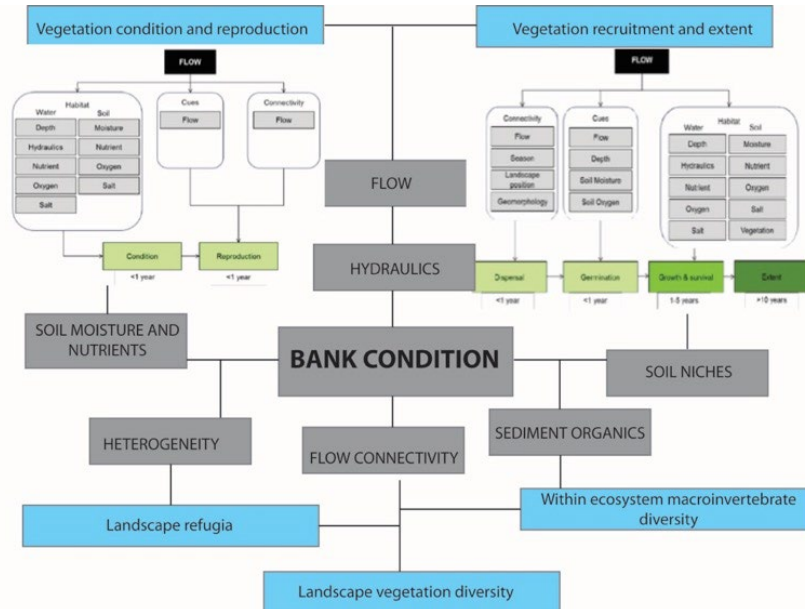 Vegetation condition and reproduction
Vegetation recruitment and extent
FLOW
Habitat
Water
Soil
Depth
Moisture
Hydraulics
Nutrient
Nutrient
Oxygen
Oxygen
Salt
Salt
Cues
Flow
Connectivity
Flow
Condition
<1 year
Reproduction
<1 year
FLOW
Connectivity
Flow
Season
Landscape
position
Geomorphology
Cues
Flow
Depth
Soil Moisture
Soil Oxygen
Habitat
Water
Soil
Depth
Moisture
Hydraulics
Nutrient
Nutrient
Oxygen
Oxygen
Salt
Salt
Vegetation
Dispersal
<1 year
Germination
<1 year
Growth & survival
1-5 years
Extent
>10 years
FLOW
HYDRAULICS
SOIL MOISTURE AND
NUTRIENTS
BANK CONDITION
SOIL NICHES
HETEROGENEITY
FLOW CONNECTIVITY
SEDIMENT ORGANICS
Landscape refugia
Within ecosystem macroinvertebrate
diversity
Landscape vegetation diversity